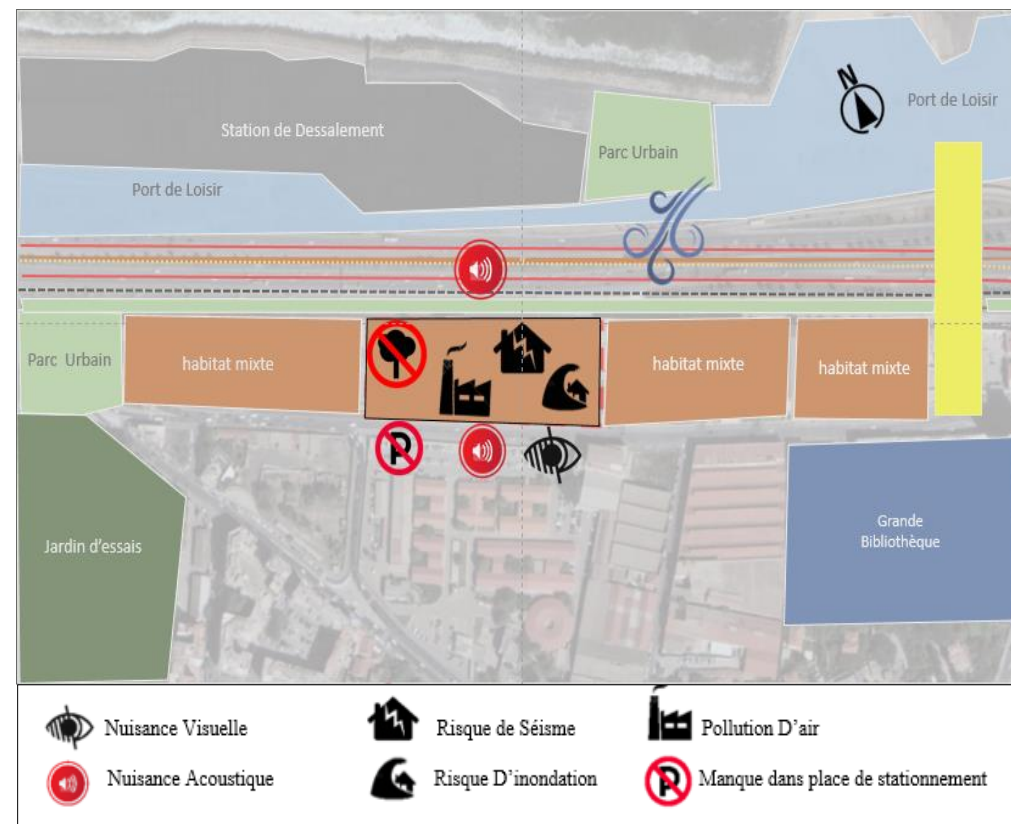 N
Port de Loisir
Station de Dessalement
Parc Urbain
Port de Loisir
Parc Urbain
habitat mixte
habitat mixte
habitat mixte
P
Jardin d'essais
Grande
Bibliothèque
Nuisance Visuelle
Risque de Séisme
Pollution D'air
Nuisance Acoustique
Risque D'inondation
P
Manque dans place de stationnement